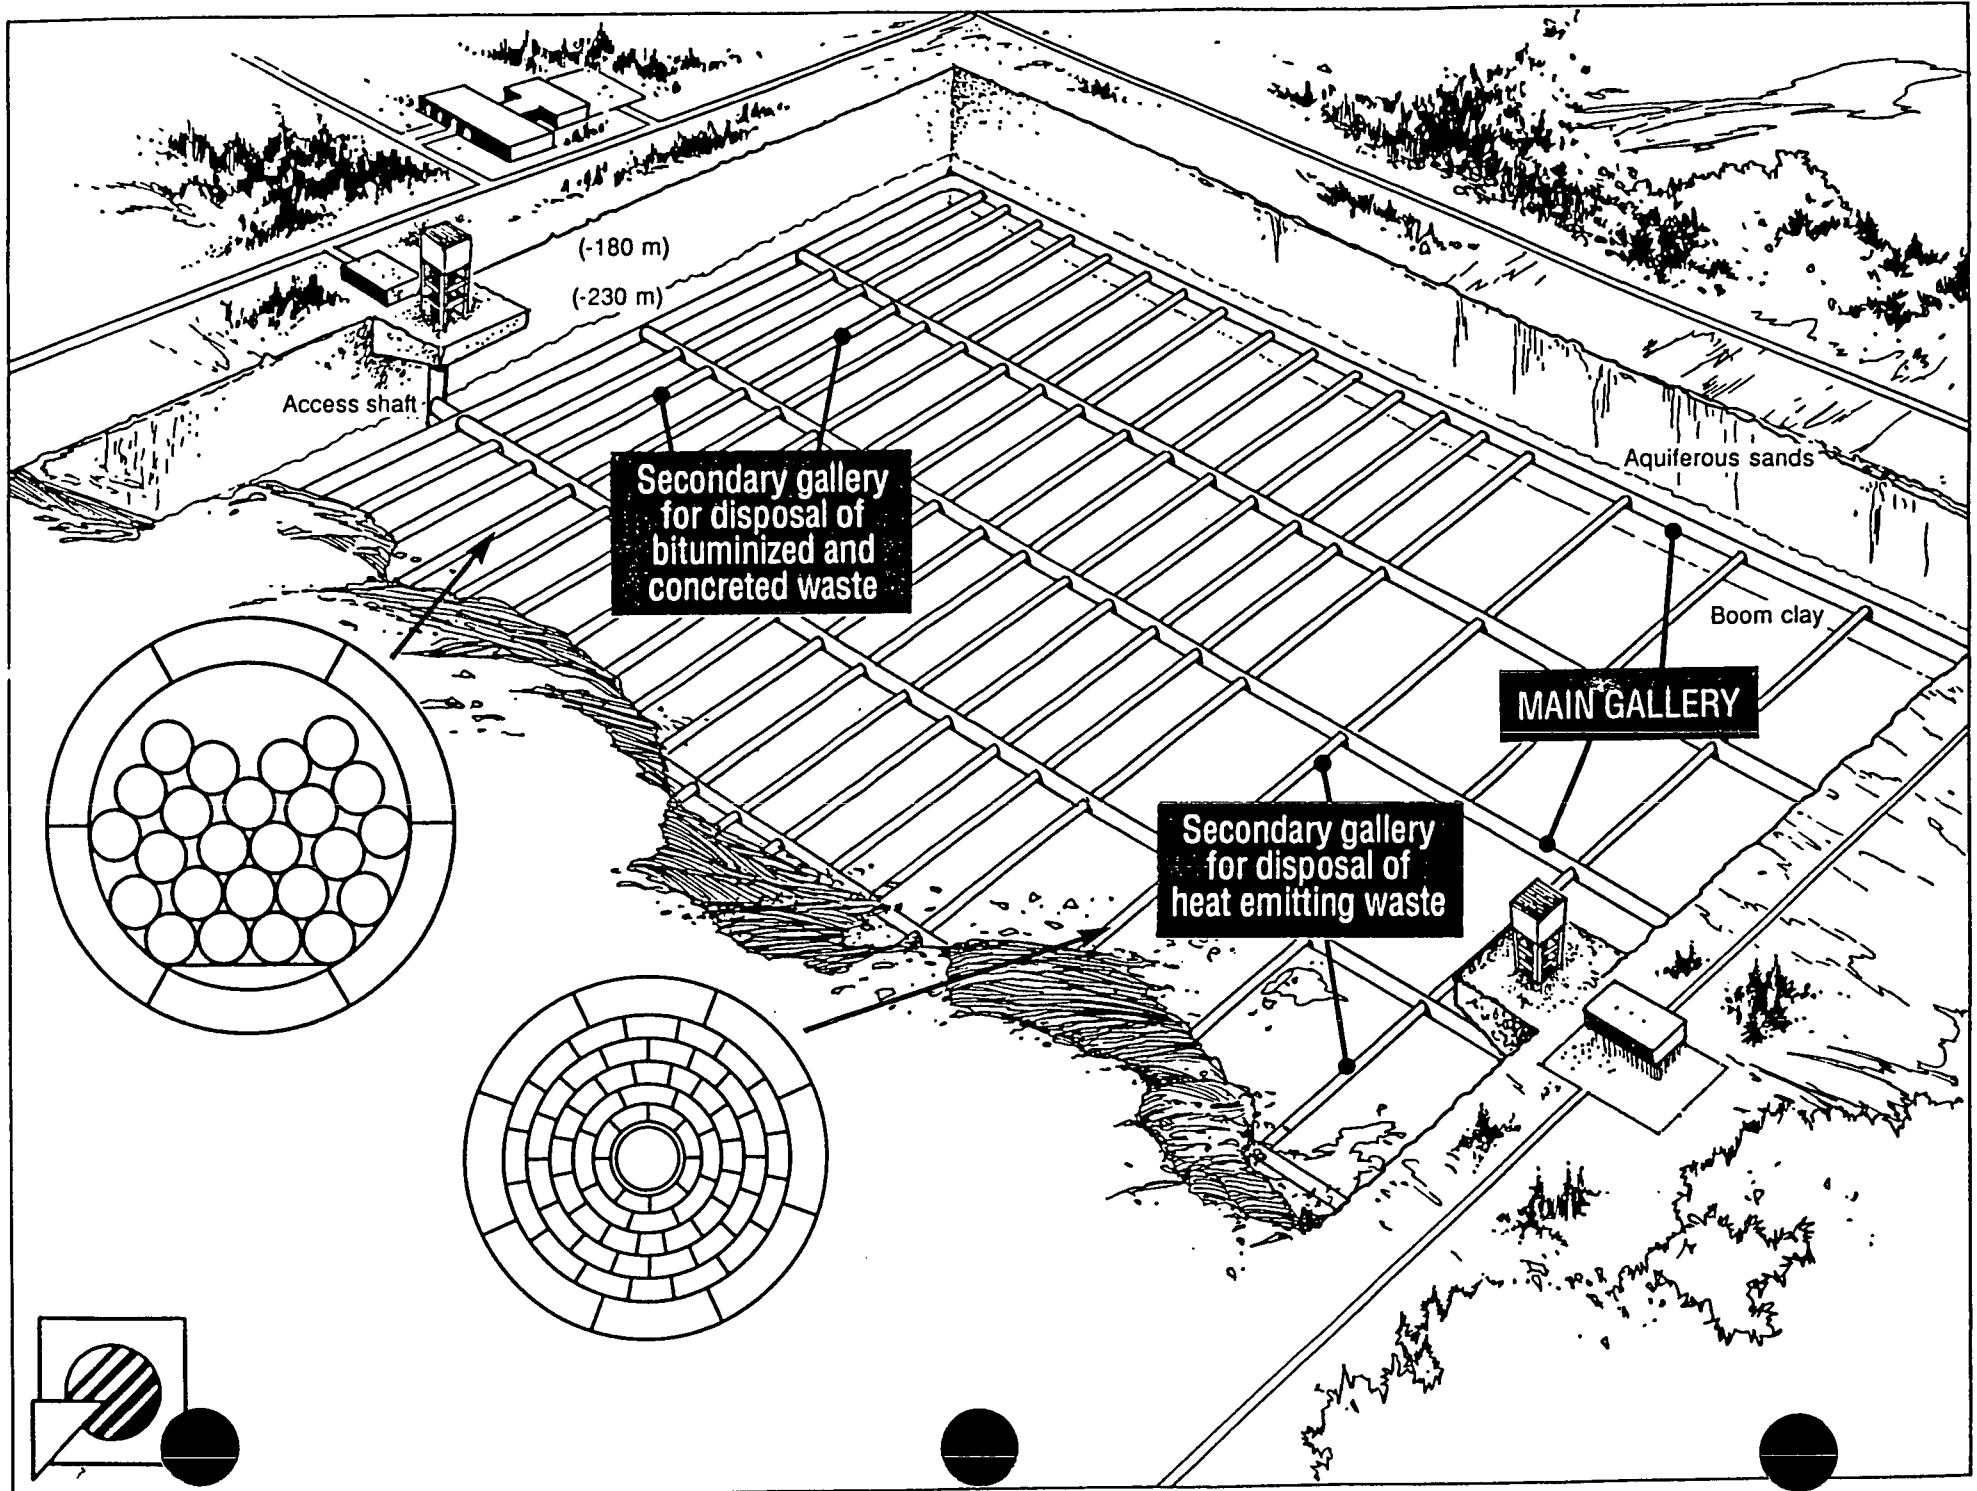 (-180 m)
(-230 m)
Access shaft
Secondary gallery
for disposal of
bituminized and
concreted waste
Aquiferous sands
Boom clay
MAIN GALLERY
Secondary gallery
for disposal of
heat emitting waste